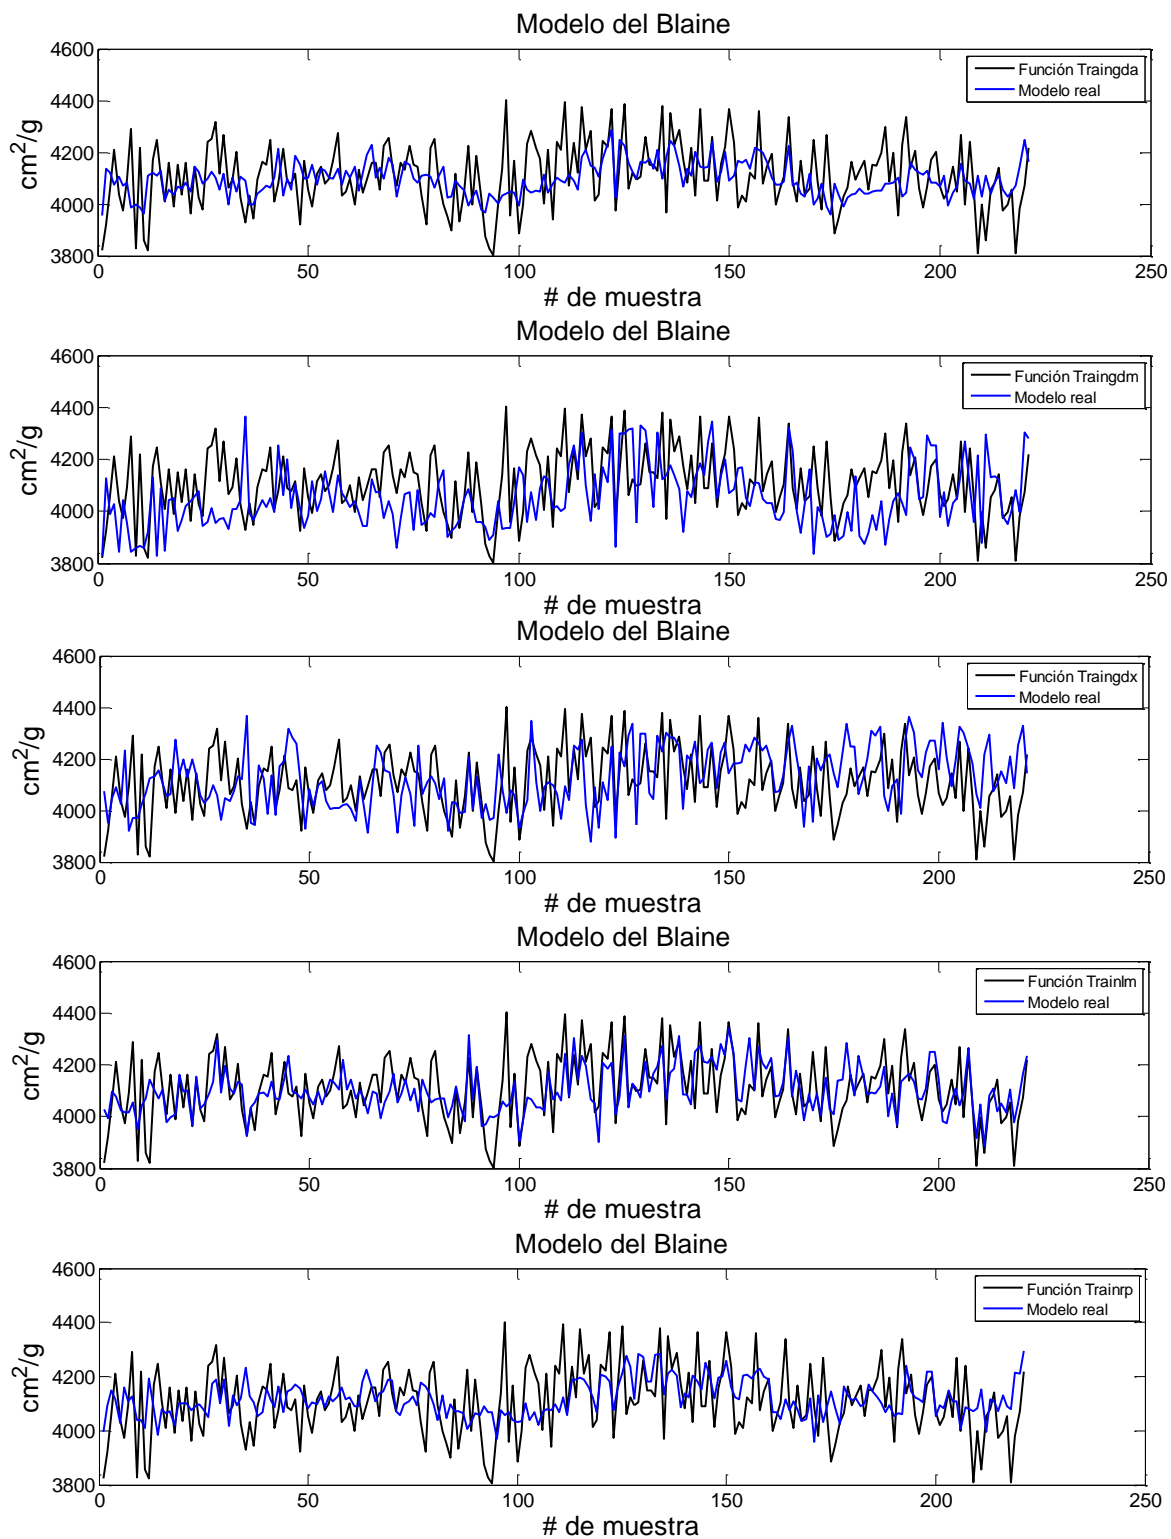 Modelo del Blaine
4600
4400
4200
4000
3800
cm²/g
Función Traingda
Modelo real
0
50
100
150
200
250
# de muestra
Modelo del Blaine
4600
4400
4200
4000
3800
cm²/g
Función Traingdm
Modelo real
0
50
100
150
200
250
# de muestra
Modelo del Blaine
4600
4400
4200
4000
3800
cm²/g
Función Traingdx
Modelo real
0
50
100
150
200
250
# de muestra
Modelo del Blaine
4600
4400
4200
4000
3800
cm²/g
Función Trainlm
Modelo real
0
50
100
150
200
250
# de muestra
Modelo del Blaine
4600
4400
4200
4000
3800
cm²/g
Función Trainrp
Modelo real
0
50
100
150
200
250
# de muestra